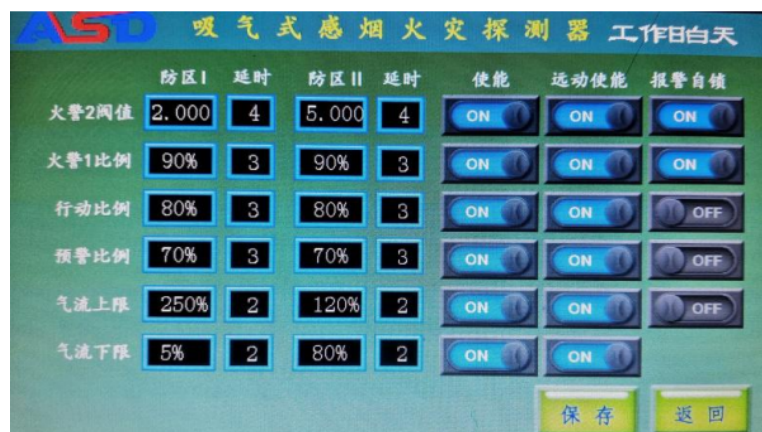 ASD 吸气式感烟火灾探测器 工作日白天
防区I 延时 防区II 延时 使能 远动使能 报警自锁
火警2阀值 2.000 4 5.000 4 ON ON ON
火警1比例 90% 3 90% 3 ON ON ON
行动比例 80% 3 80% 3 ON ON OFF
预警比例 70% 3 70% 3 ON ON OFF
气流上限 250% 2 120% 2 ON ON OFF
气流下限 5% 2 80% 2 ON ON
保存 返回